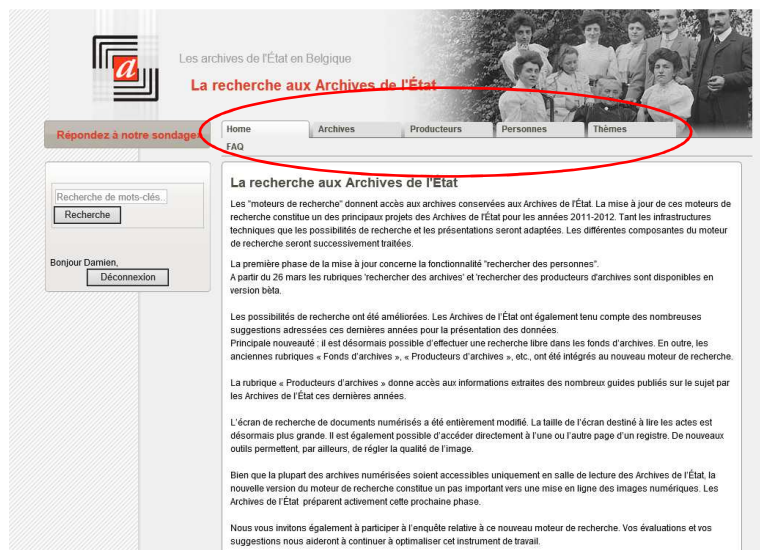 a
Les archives de l'État en Belgique
La recherche aux Archives de l'État
Répondez à notre sondage
Home
Archives
Producteurs
Personnes
Thèmes
FAQ
Recherche de mots-clés..
Recherche
Bonjour Damien,
Déconnexion
La recherche aux Archives de l'État
Les "moteurs de recherche" donnent accès aux archives conservées aux Archives de l'État. La mise à jour de ces moteurs de
recherche constitue un des principaux projets des Archives de l'État pour les années 2011-2012. Tant les infrastructures
techniques que les possibilités de recherche et les présentations seront adaptées. Les différentes composantes du moteur
de recherche seront successivement traitées.
La première phase de la mise à jour concerne la fonctionnalité "rechercher des personnes".
A partir du 26 mars les rubriques 'rechercher des archives' et 'rechercher des producteurs d'archives sont disponibles en
version bèta.
Les possibilités de recherche ont été améliorées. Les Archives de l'État ont également tenu compte des nombreuses
suggestions adressées ces dernières années pour la présentation des données.
Principale nouveauté : il est désormais possible d'effectuer une recherche libre dans les fonds d'archives. En outre, les
anciennes rubriques « Fonds d'archives », « Producteurs d'archives », etc., ont été intégrés au nouveau moteur de recherche.
La rubrique « Producteurs d'archives » donne accès aux informations extraites des nombreux guides publiés sur le sujet par
les Archives de l'État ces dernières années.
L'écran de recherche de documents numérisés a été entièrement modifié. La taille de l'écran destiné à lire les actes est
désormais plus grande. Il est également possible d'accéder directement à l'une ou l'autre page d'un registre. De nouveaux
outils permettent, par ailleurs, de régler la qualité de l'image.
Bien que la plupart des archives numérisées soient accessibles uniquement en salle de lecture des Archives de l'État, la
nouvelle version du moteur de recherche constitue un pas important vers une mise en ligne des images numériques. Les
Archives de l'État préparent activement cette prochaine phase.
Nous vous invitons également à participer à l'enquête relative à ce nouveau moteur de recherche. Vos évaluations et vos
suggestions nous aideront à continuer à optimaliser cet instrument de travail.